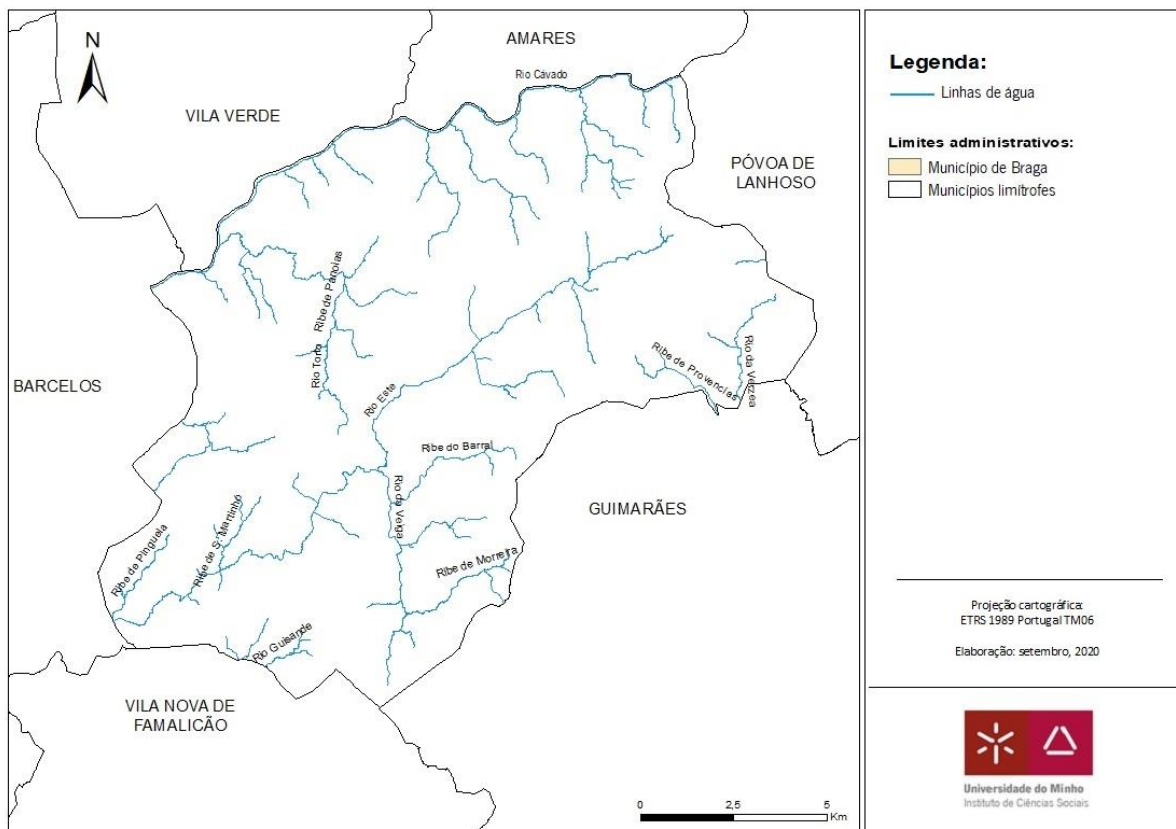 N
AMARES
Rio Cávado
VILA VERDE
PÓVOA DE
LANHOSO
Ribe de Panoias
Rio Torto
BARCELOS
Rio Este
Ribe de Provencias
Rio da Veizea
Ribe do Barral
Rio da Veiga
GUIMARÃES
Ribe de S. Martinho
Ribe de Pinguela
Ribe de Morreira
Rio Guisande
VILA NOVA DE
FAMALICÃO
0 2,5 5
Km
Legenda:
Linhas de água
Limites administrativos:
Município de Braga
Municípios limítrofes
Projeção cartográfica:
ETRS 1989 Portugal TM06
Elaboração: setembro, 2020
Universidade do Minho
Instituto de Ciências Sociais